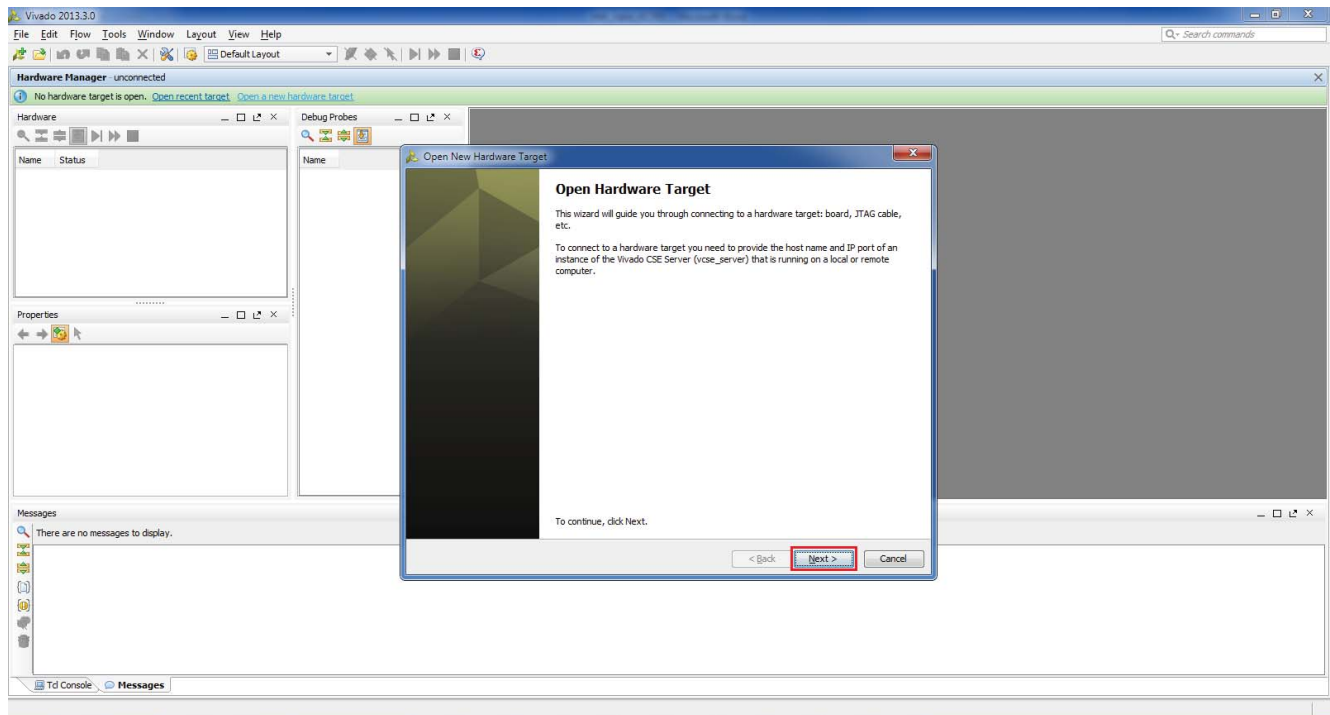 Vivado 2013.3.0
File Edit Flow Tools Window Layout View Help
Search commands
Default Layout
Hardware Manager - unconnected
No hardware target is open. Open recent target Open a new hardware target
Hardware
Debug Probes
Name Status
Name
Open New Hardware Target
Open Hardware Target
This wizard will guide you through connecting to a hardware target: board, JTAG cable,
etc.
To connect to a hardware target you need to provide the host name and IP port of an
instance of the Vivado CSE Server (vcse_server) that is running on a local or remote
computer.
Properties
To continue, click Next.
< Back Next > Cancel
Messages
There are no messages to display.
Tcl Console Messages